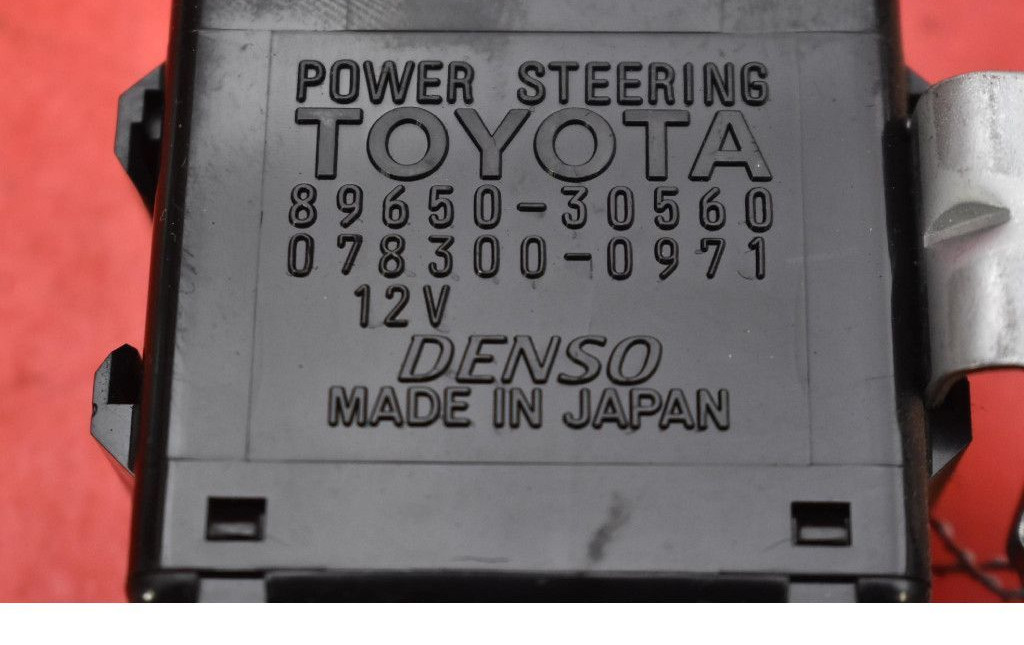 POWER STEERING
TOYOTA
89650-30560
078300-0971
12V
DENSO
MADE IN JAPAN